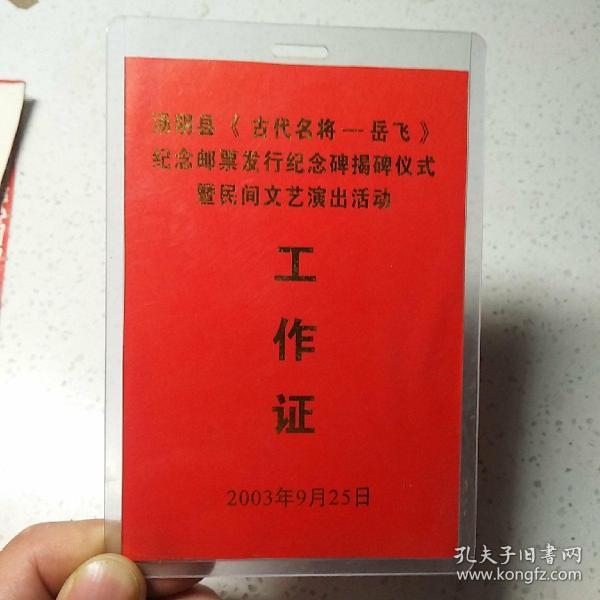 汤阴县《古代名将—岳飞》
纪念邮票发行纪念碑揭碑仪式
暨民间文艺演出活动
工
作
证
2003年9月25日
孔夫子旧書网
www.kongfz.com